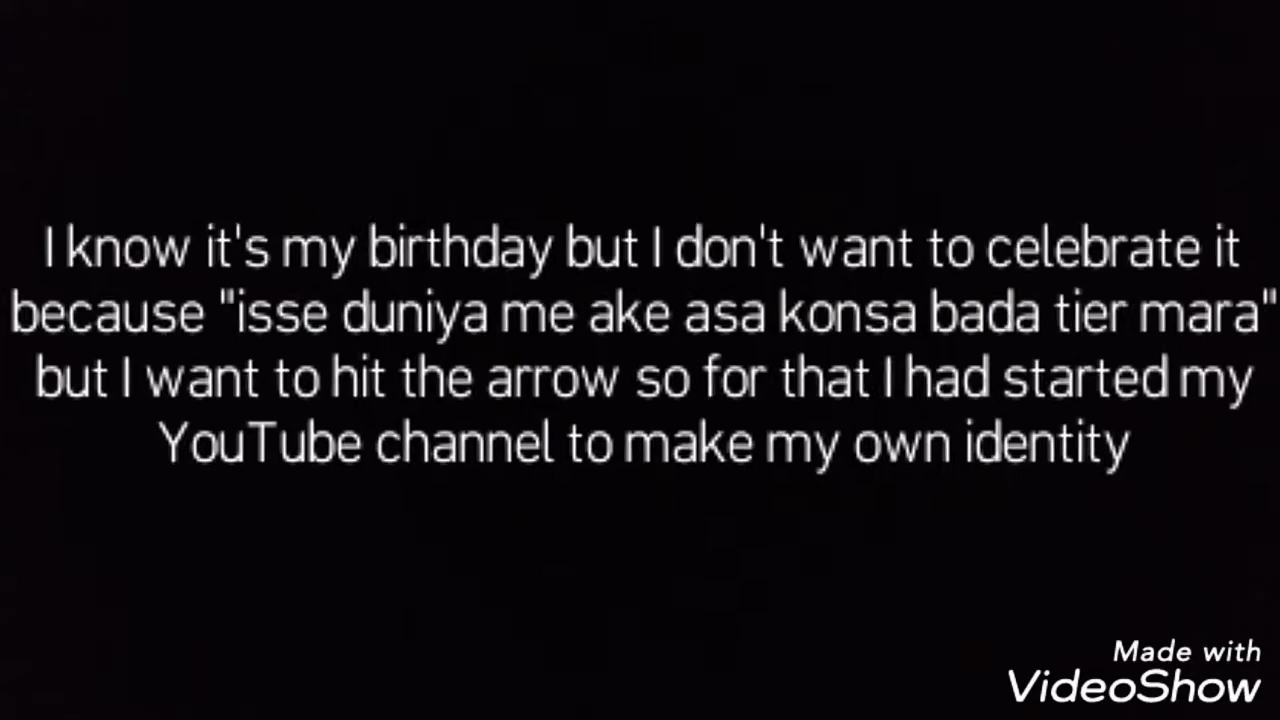 I know it's my birthday but I don't want to celebrate it
because "isse duniya me ake asa konsa bada tier mara"
but I want to hit the arrow so for that I had started my
YouTube channel to make my own identity
Made with
VideoShow